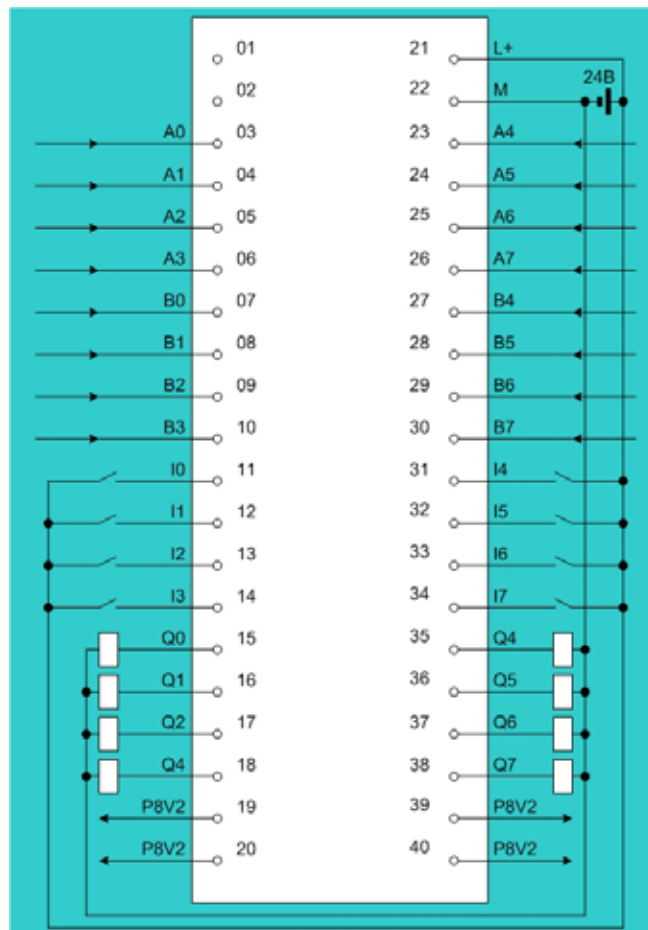 01 21 L+
24В
02 22 M
A0 03 23 A4
A1 04 24 A5
A2 05 25 A6
A3 06 26 A7
B0 07 27 B4
B1 08 28 B5
B2 09 29 B6
B3 10 30 B7
I0 11 31 I4
I1 12 32 I5
I2 13 33 I6
I3 14 34 I7
Q0 15 35 Q4
Q1 16 36 Q5
Q2 17 37 Q6
Q4 18 38 Q7
P8V2 19 39 P8V2
P8V2 20 40 P8V2